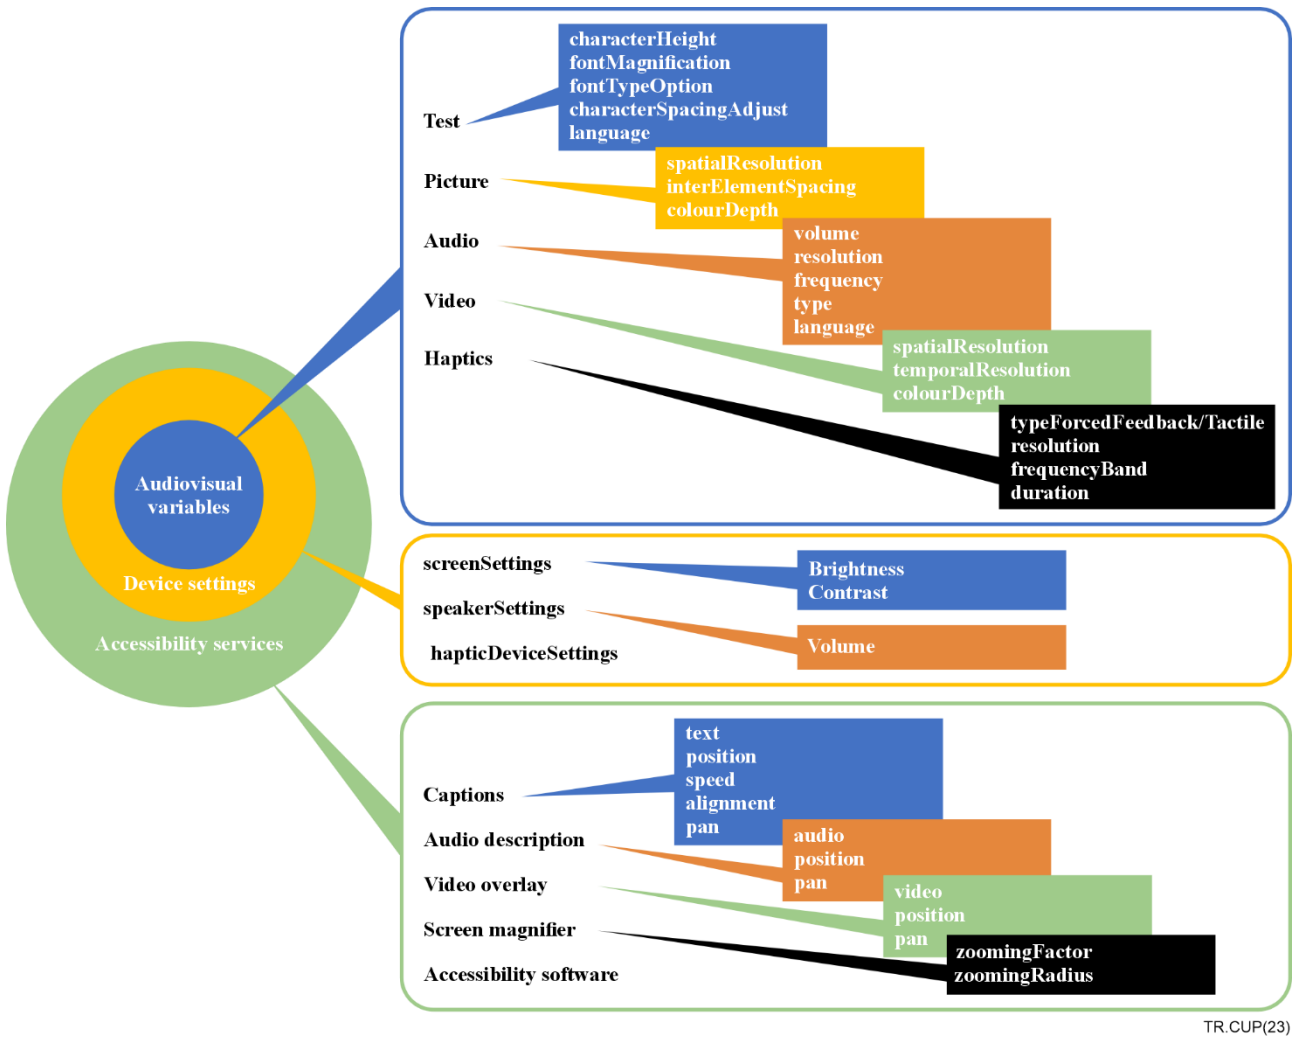 Audiovisual
variables
Device settings
Accessibility services
Test
characterHeight
fontMagnification
fontTypeOption
characterSpacingAdjust
language
Picture
spatialResolution
interElementSpacing
colourDepth
Audio
volume
resolution
frequency
type
language
Video
spatialResolution
temporalResolution
colourDepth
Haptics
typeForcedFeedback/Tactile
resolution
frequencyBand
duration
screenSettings
Brightness
Contrast
speakerSettings
Volume
hapticDeviceSettings
Captions
text
position
speed
alignment
pan
Audio description
audio
position
pan
Video overlay
video
position
pan
Screen magnifier
zoomingFactor
zoomingRadius
Accessibility software
TR.CUP(23)